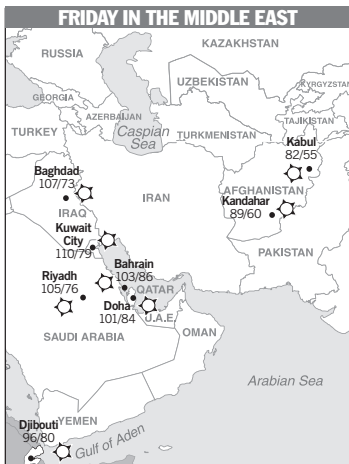 FRIDAY IN THE MIDDLE EAST
KAZAKHSTAN
RUSSIA
UZBEKISTAN
KYRGYZSTAN
GEORGIA
AZERBAIJAN
TAJIKISTAN
TURKEY
Caspian
Sea
TURKMENISTAN
Kabul
82/55
Baghdad
107/73
IRAN
AFGHANISTAN
Kandahar
89/60
IRAQ
Kuwait
City
110/79
PAKISTAN
Bahrain
103/86
Riyadh
105/76
QATAR
Doha
101/84
U.A.E.
OMAN
SAUDI ARABIA
Arabian Sea
YEMEN
Djibouti
96/80
Gulf of Aden